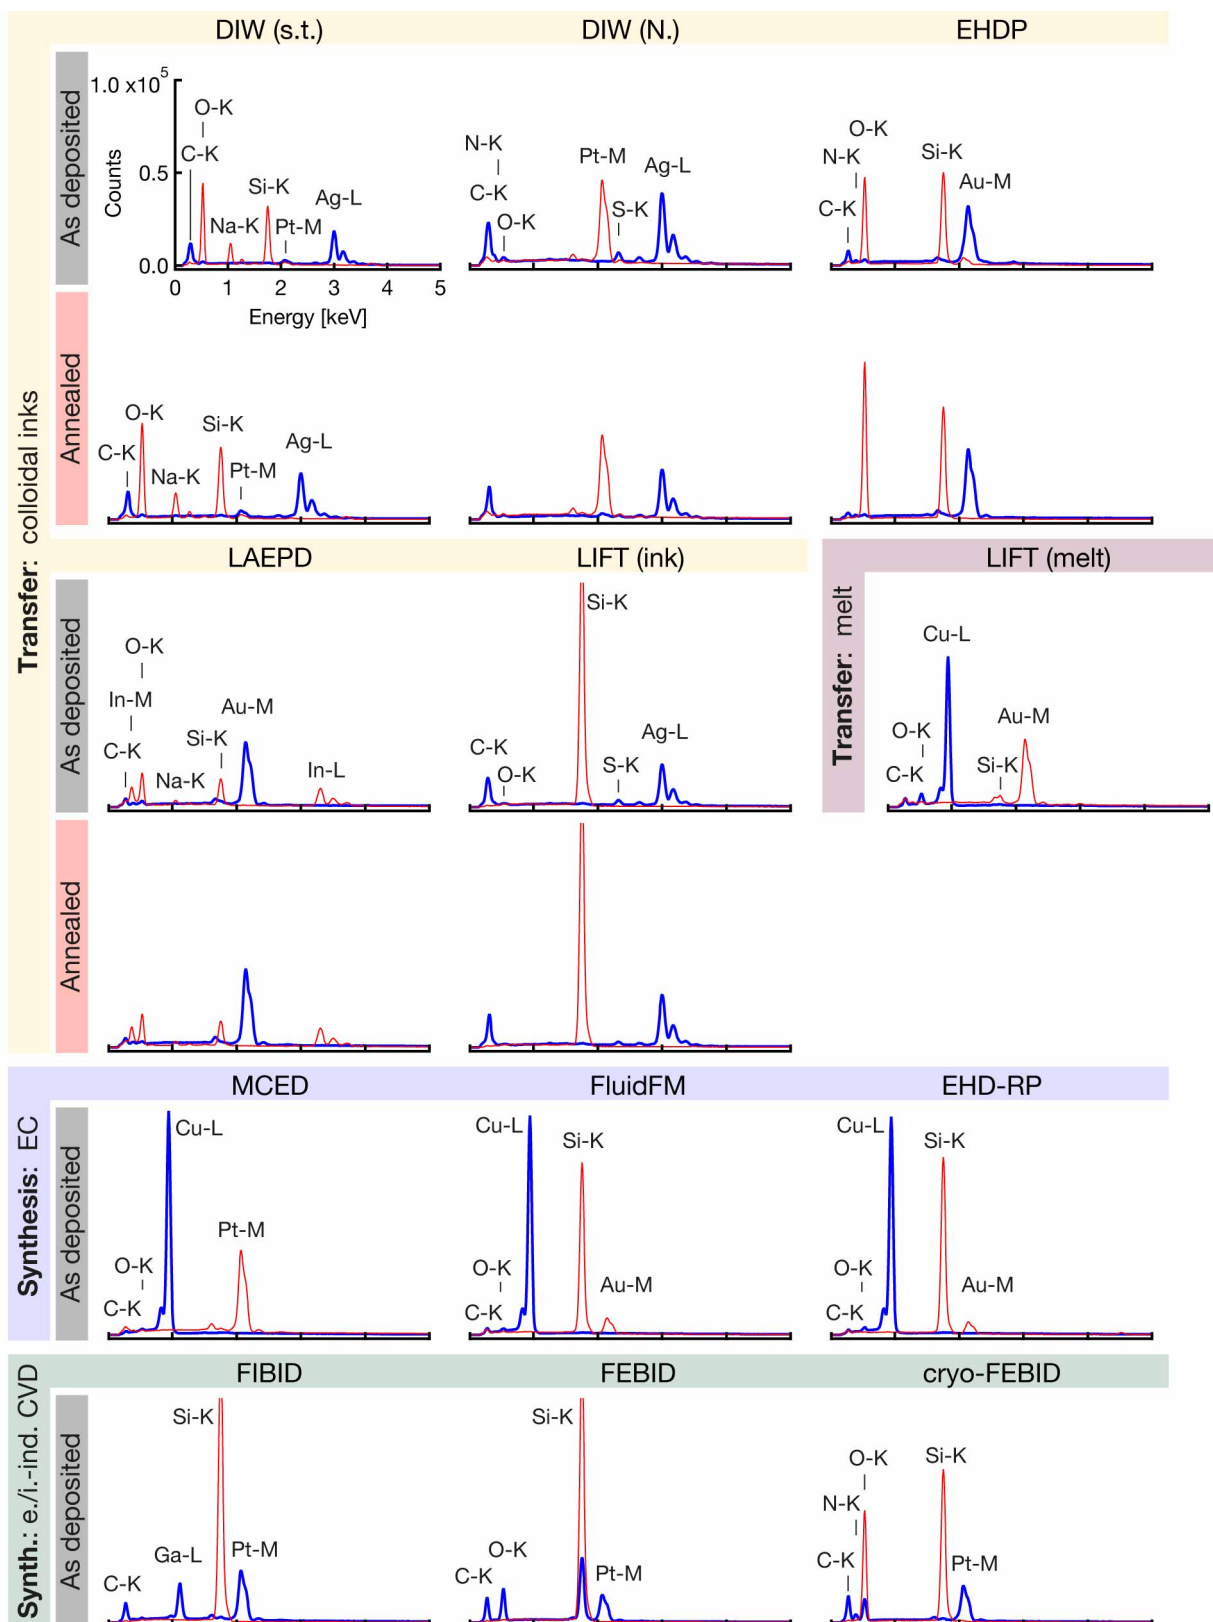 DIW (s.t.)
DIW (N.)
EHDP
Transfer: colloidal inks
As deposited
1.0 x10⁵
0.5
0.0
Counts
0
1
2
3
4
5
Energy [keV]
O-K
C-K
Na-K
Si-K
Pt-M
Ag-L
N-K
C-K
O-K
Pt-M
S-K
Ag-L
O-K
N-K
C-K
Si-K
Au-M
Annealed
O-K
C-K
Na-K
Si-K
Pt-M
Ag-L
LAEPD
LIFT (ink)
LIFT (melt)
As deposited
O-K
In-M
C-K
Na-K
Si-K
Au-M
In-L
C-K
O-K
Si-K
S-K
Ag-L
Transfer: melt
Cu-L
O-K
C-K
Si-K
Au-M
Annealed
MCED
FluidFM
EHD-RP
Synthesis: EC
As deposited
Cu-L
Pt-M
O-K
C-K
Cu-L
Si-K
O-K
C-K
Au-M
Cu-L
Si-K
O-K
C-K
Au-M
FIBID
FEBID
cryo-FEBID
Synth.: e./i.-ind. CVD
As deposited
Si-K
Ga-L
C-K
Pt-M
Si-K
O-K
C-K
Pt-M
O-K
N-K
C-K
Si-K
Pt-M